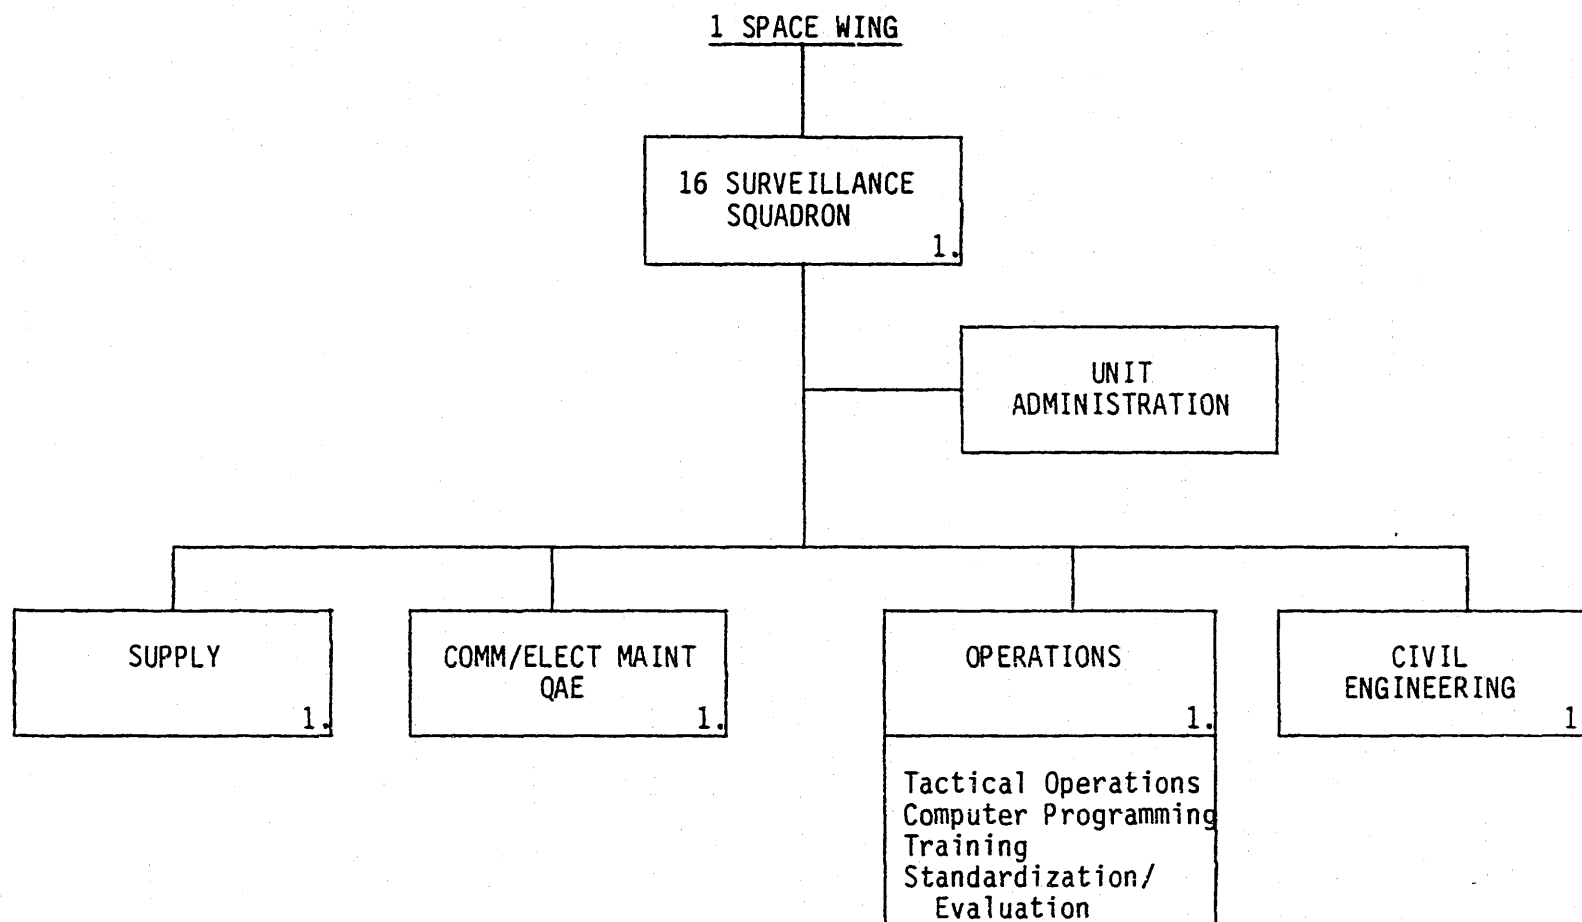 1 SPACE WING
16 SURVEILLANCE
SQUADRON
1.
UNIT
ADMINISTRATION
SUPPLY
1.
COMM/ELECT MAINT
QAE
1.
OPERATIONS
1.
CIVIL
ENGINEERING
1
Tactical Operations
Computer Programming
Training
Standardization/
Evaluation